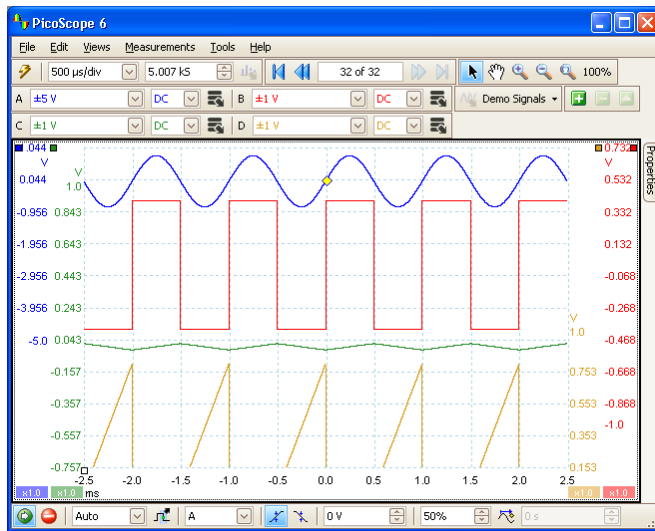 PicoScope 6
File Edit Views Measurements Tools Help
500 µs/div 5.007 kS 32 of 32 100%
A ±5 V DC B ±1 V DC Demo Signals
C ±1 V DC D ±1 V DC
.044 0.732
V V
0.044 1.0 0.532
-0.956 0.843 0.332
-1.956 0.643 0.132
-2.956 0.443 -0.068
-3.956 0.243 V -0.268
-5.0 0.043 1.0 -0.468
-0.157 0.753 -0.668
-0.357 0.553 -0.868
-0.557 0.353 -1.0
-0.757 0.153
-2.5 -2.0 -1.5 -1.0 -0.5 0.0 0.5 1.0 1.5 2.0 2.5
x1.0 x1.0 ms x1.0 x1.0
Properties
Auto A 0 V 50% 0 s